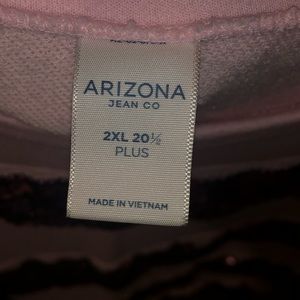 ARIZONA
JEAN CO
2XL 20½
PLUS
MADE IN VIETNAM